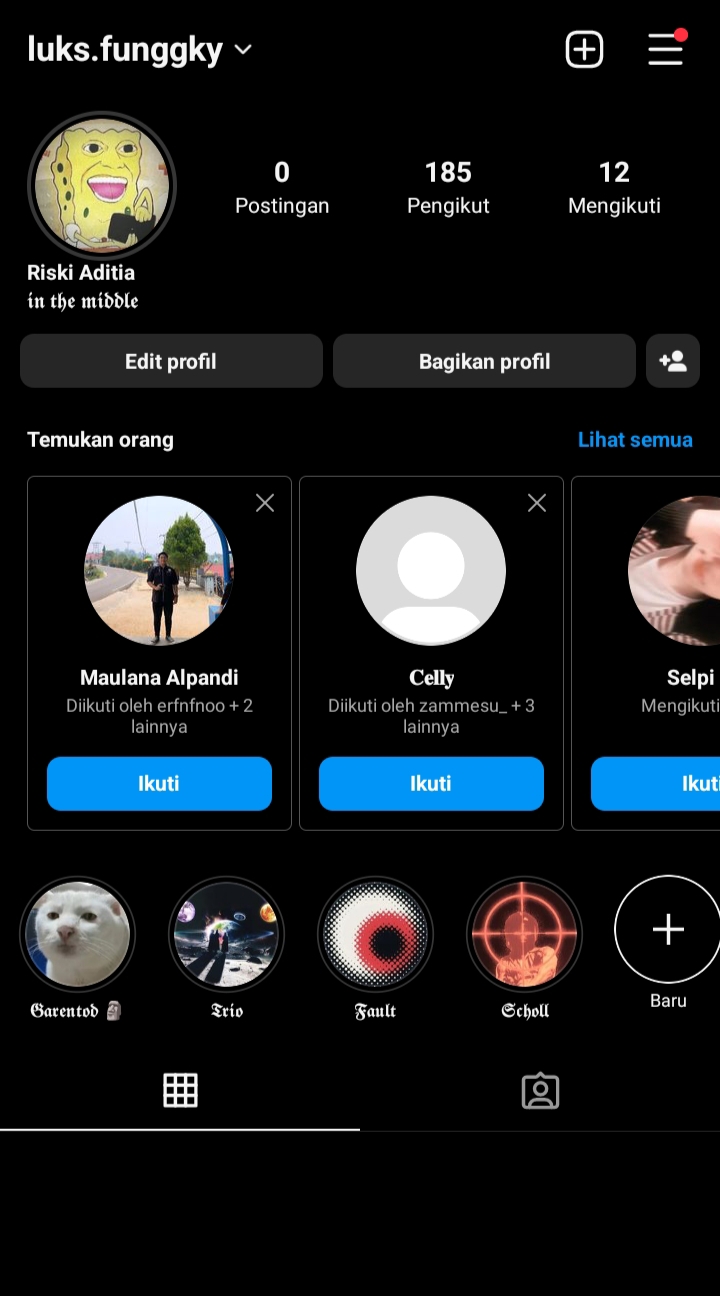 luks.funggky
0 185 12
Postingan Pengikut Mengikuti
Riski Aditia
𝖎𝖓 𝖙𝖍𝖊 𝖒𝖎𝖉𝖉𝖑𝖊
Edit profil Bagikan profil
Temukan orang Lihat semua
Maulana Alpandi 𝐂𝐞𝐥𝐥𝐲 Selpi
Diikuti oleh erfnfnoo + 2 Diikuti oleh zammesu_ + 3 Mengikuti
lainnya lainnya
Ikuti Ikuti Ikuti
𝕲𝖆𝖗𝖊𝖓𝖙𝖔𝖉 🗿 𝕿𝖗𝖎𝖔 𝕱𝖆𝖚𝖑𝖙 𝕾𝖈𝖍𝖔𝖑𝖑 Baru